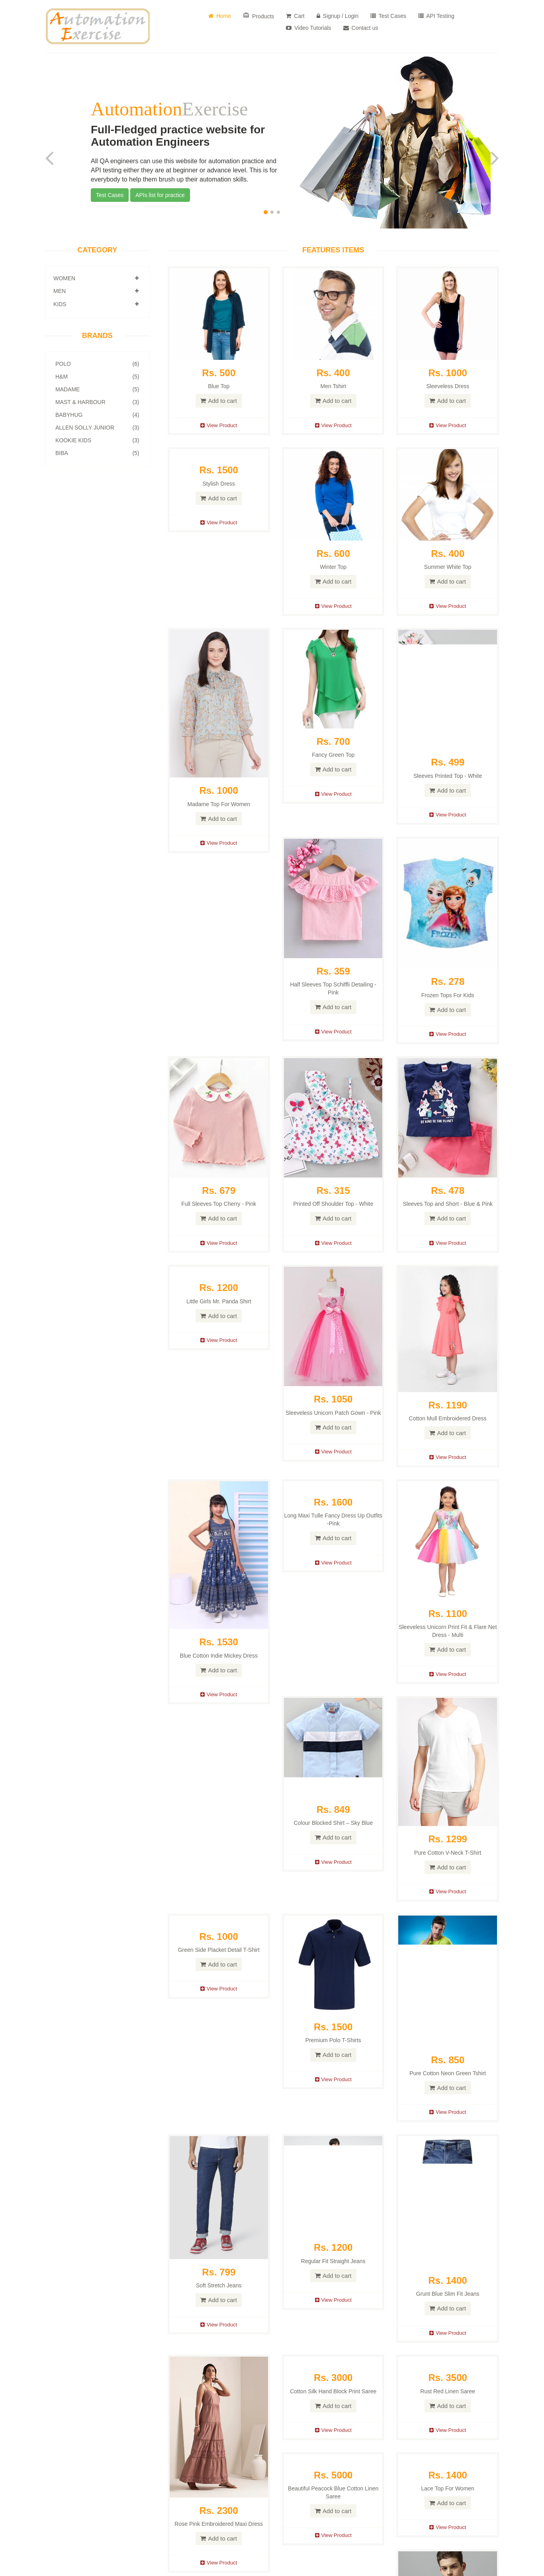 Automation
Exercise
Home
Products
Cart
Signup / Login
Test Cases
API Testing
Video Tutorials
Contact us
AutomationExercise
Full-Fledged practice website for
Automation Engineers
All QA engineers can use this website for automation practice and
API testing either they are at beginner or advance level. This is for
everybody to help them brush up their automation skills.
Test Cases
APIs list for practice
CATEGORY
WOMEN
MEN
KIDS
BRANDS
POLO (6)
H&M (5)
MADAME (5)
MAST & HARBOUR (3)
BABYHUG (4)
ALLEN SOLLY JUNIOR (3)
KOOKIE KIDS (3)
BIBA (5)
FEATURES ITEMS
Rs. 500
Blue Top
Add to cart
View Product
Rs. 400
Men Tshirt
Add to cart
View Product
Rs. 1000
Sleeveless Dress
Add to cart
View Product
Rs. 1500
Stylish Dress
Add to cart
View Product
Rs. 600
Winter Top
Add to cart
View Product
Rs. 400
Summer White Top
Add to cart
View Product
Rs. 1000
Madame Top For Women
Add to cart
View Product
Rs. 700
Fancy Green Top
Add to cart
View Product
Rs. 499
Sleeves Printed Top - White
Add to cart
View Product
Rs. 359
Half Sleeves Top Schiffli Detailing -
Pink
Add to cart
View Product
FROZEN
Rs. 278
Frozen Tops For Kids
Add to cart
View Product
Rs. 679
Full Sleeves Top Cherry - Pink
Add to cart
View Product
Rs. 315
Printed Off Shoulder Top - White
Add to cart
View Product
BE KIND TO THE PLANET
Rs. 478
Sleeves Top and Short - Blue & Pink
Add to cart
View Product
Rs. 1200
Little Girls Mr. Panda Shirt
Add to cart
View Product
Rs. 1050
Sleeveless Unicorn Patch Gown - Pink
Add to cart
View Product
Rs. 1190
Cotton Mull Embroidered Dress
Add to cart
View Product
Rs. 1530
Blue Cotton Indie Mickey Dress
Add to cart
View Product
Rs. 1600
Long Maxi Tulle Fancy Dress Up Outfits
-Pink
Add to cart
View Product
Rs. 1100
Sleeveless Unicorn Print Fit & Flare Net
Dress - Multi
Add to cart
View Product
Rs. 849
Colour Blocked Shirt – Sky Blue
Add to cart
View Product
Rs. 1299
Pure Cotton V-Neck T-Shirt
Add to cart
View Product
Rs. 1000
Green Side Placket Detail T-Shirt
Add to cart
View Product
Rs. 1500
Premium Polo T-Shirts
Add to cart
View Product
Rs. 850
Pure Cotton Neon Green Tshirt
Add to cart
View Product
Rs. 799
Soft Stretch Jeans
Add to cart
View Product
Rs. 1200
Regular Fit Straight Jeans
Add to cart
View Product
Rs. 1400
Grunt Blue Slim Fit Jeans
Add to cart
View Product
Rs. 2300
Rose Pink Embroidered Maxi Dress
Add to cart
View Product
Rs. 3000
Cotton Silk Hand Block Print Saree
Add to cart
View Product
Rs. 3500
Rust Red Linen Saree
Add to cart
View Product
Rs. 5000
Beautiful Peacock Blue Cotton Linen
Saree
Add to cart
View Product
Rs. 1400
Lace Top For Women
Add to cart
View Product